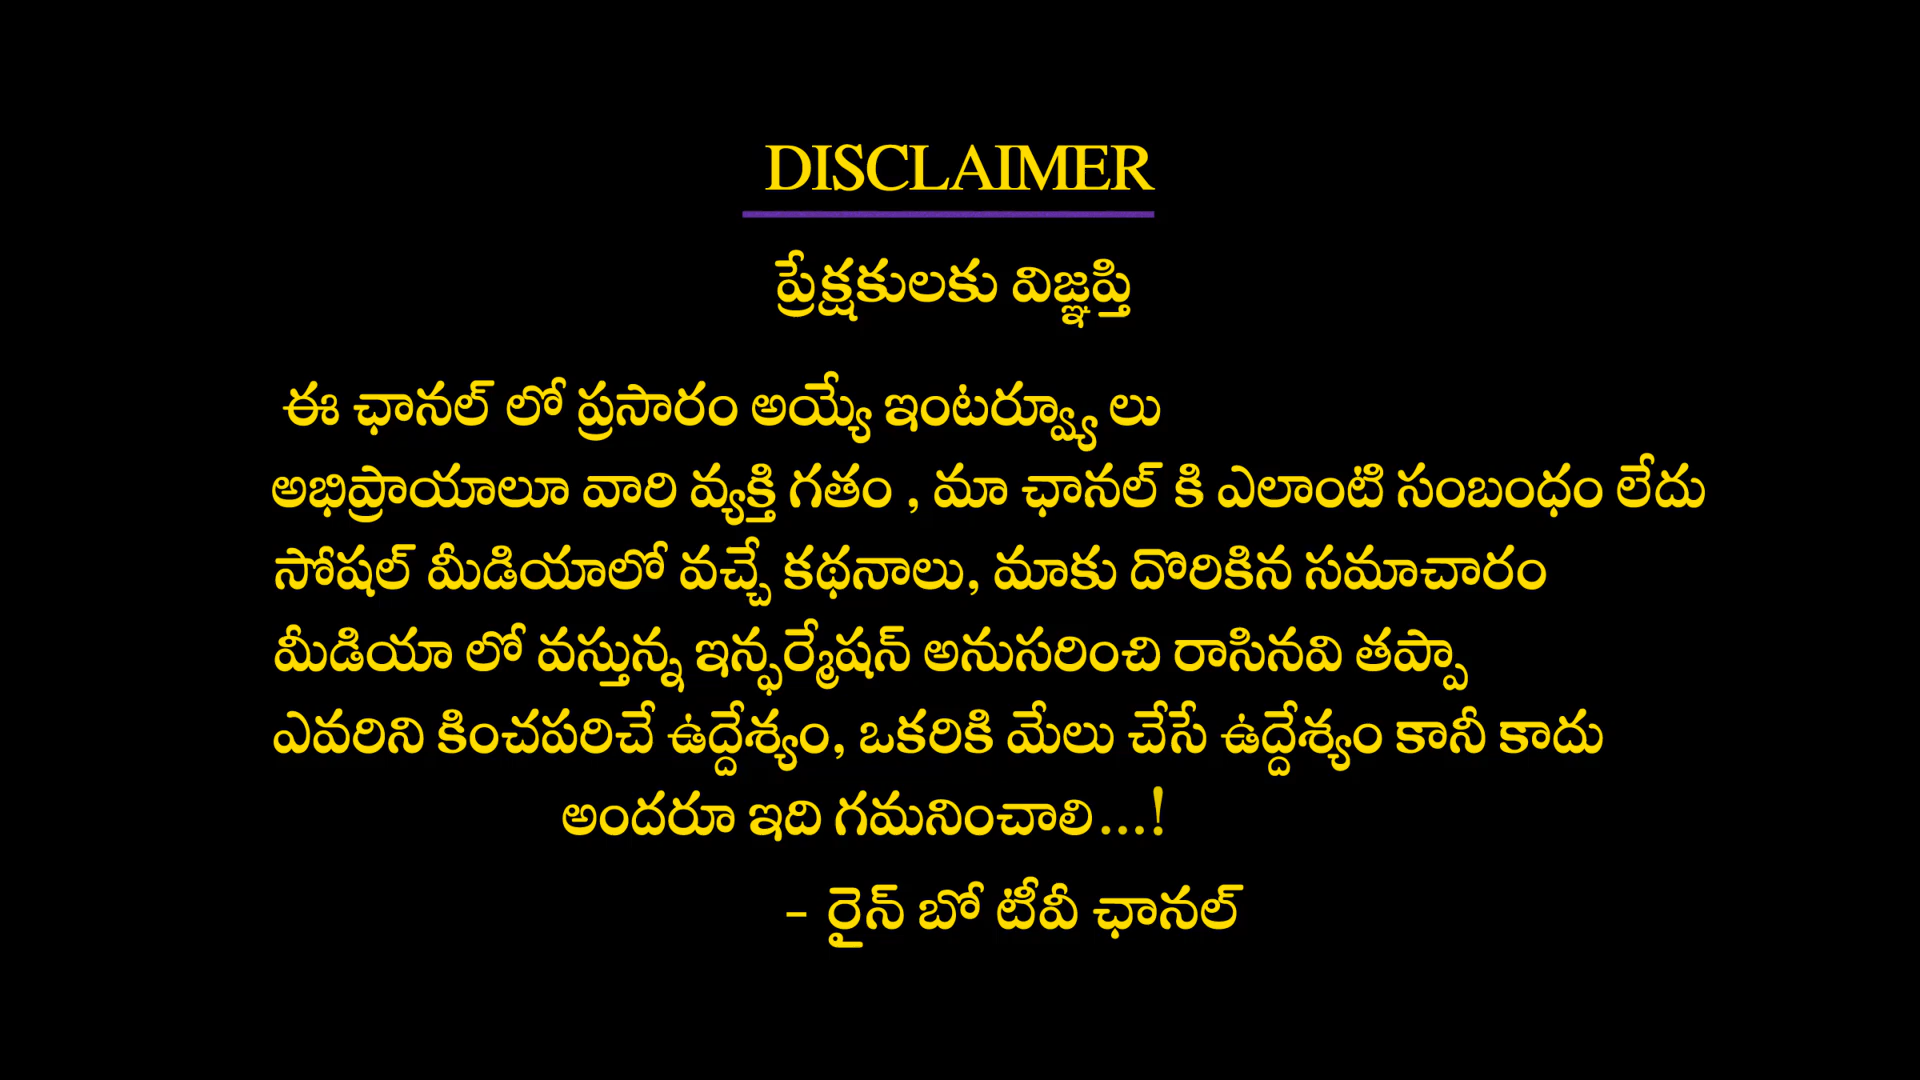 DISCLAIMER
ప్రేక్షకులకు విజ్ఞప్తి
ఈ ఛానల్ లో ప్రసారం అయ్యే ఇంటర్వ్యూ లు
అభిప్రాయాలూ వారి వ్యక్తి గతం , మా ఛానల్ కి ఎలాంటి సంబంధం లేదు
సోషల్ మీడియాలో వచ్చే కథనాలు, మాకు దొరికిన సమాచారం
మీడియా లో వస్తున్న ఇన్ఫర్మేషన్ అనుసరించి రాసినవి తప్పా
ఎవరిని కించపరిచే ఉద్దేశ్యం, ఒకరికి మేలు చేసే ఉద్దేశ్యం కానీ కాదు
అందరూ ఇది గమనించాలి...!
- రైన్ బో టీవీ ఛానల్